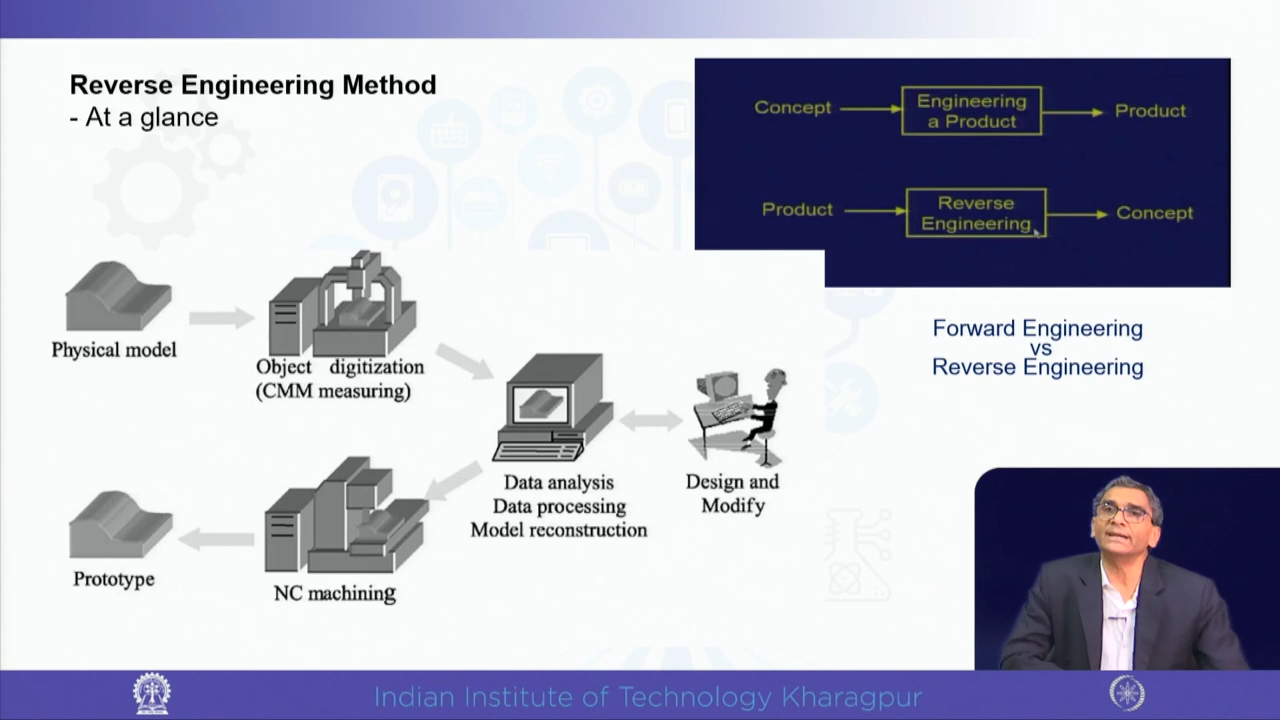 Reverse Engineering Method
- At a glance
Concept
Engineering
a Product
Product
Product
Reverse
Engineering
Concept
Forward Engineering
vs
Reverse Engineering
Physical model
Object digitization
(CMM measuring)
Data analysis
Data processing
Model reconstruction
Design and
Modify
Prototype
NC machining
Indian Institute of Technology Kharagpur